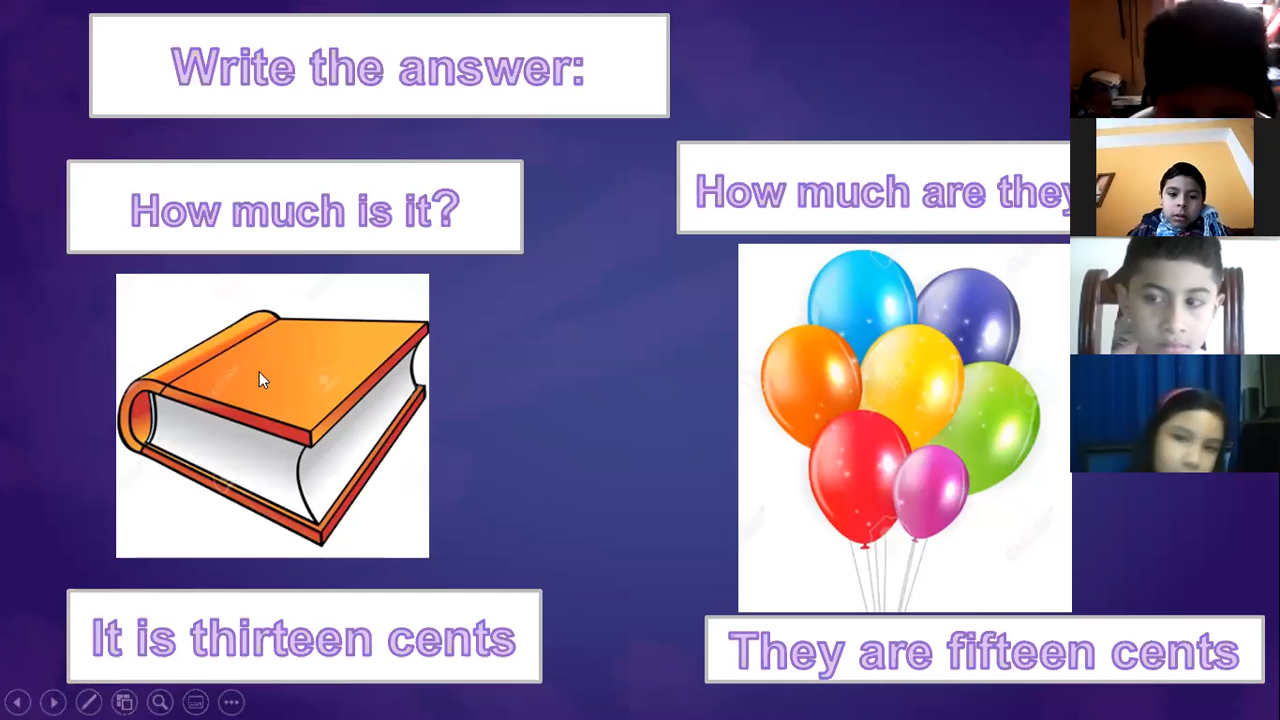 Write the answer:
How much is it?
How much are they
It is thirteen cents
They are fifteen cents